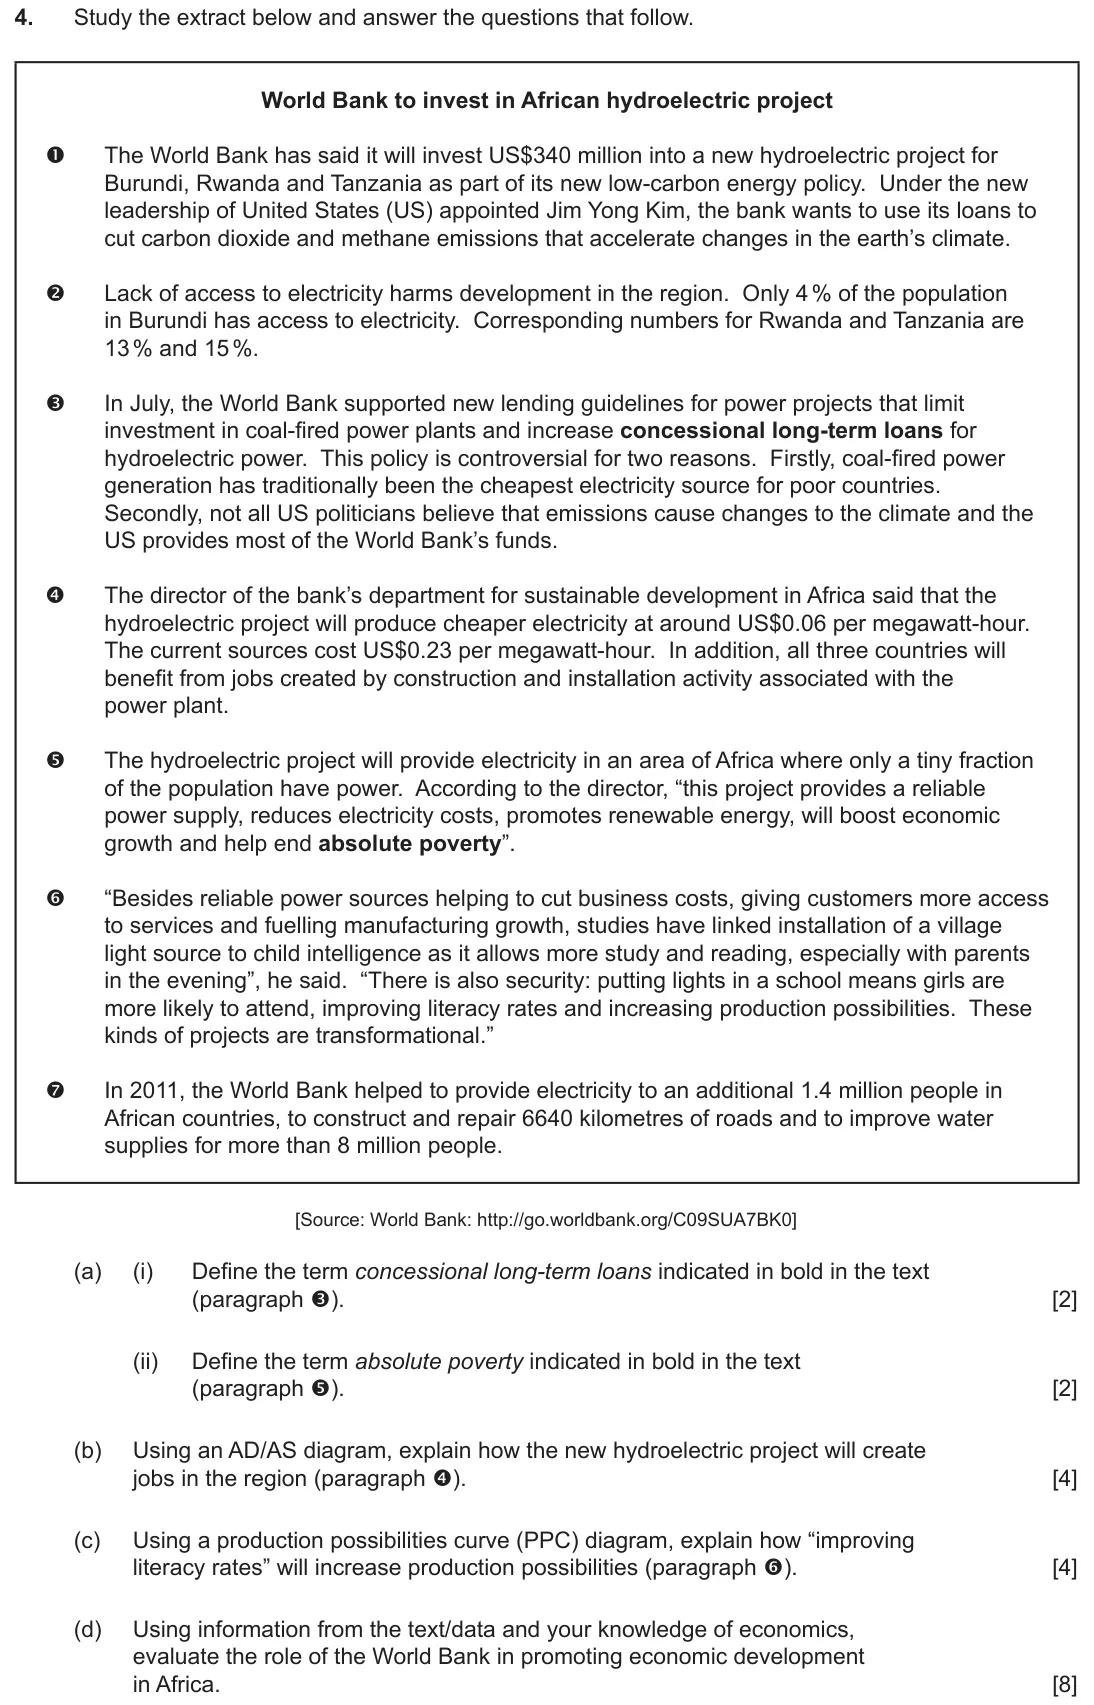 4. Study the extract below and answer the questions that follow.
World Bank to invest in African hydroelectric project
❶ The World Bank has said it will invest US$340 million into a new hydroelectric project for
Burundi, Rwanda and Tanzania as part of its new low-carbon energy policy. Under the new
leadership of United States (US) appointed Jim Yong Kim, the bank wants to use its loans to
cut carbon dioxide and methane emissions that accelerate changes in the earth’s climate.
❷ Lack of access to electricity harms development in the region. Only 4 % of the population
in Burundi has access to electricity. Corresponding numbers for Rwanda and Tanzania are
13 % and 15 %.
❸ In July, the World Bank supported new lending guidelines for power projects that limit
investment in coal-fired power plants and increase concessional long-term loans for
hydroelectric power. This policy is controversial for two reasons. Firstly, coal-fired power
generation has traditionally been the cheapest electricity source for poor countries.
Secondly, not all US politicians believe that emissions cause changes to the climate and the
US provides most of the World Bank’s funds.
❹ The director of the bank’s department for sustainable development in Africa said that the
hydroelectric project will produce cheaper electricity at around US$0.06 per megawatt-hour.
The current sources cost US$0.23 per megawatt-hour. In addition, all three countries will
benefit from jobs created by construction and installation activity associated with the
power plant.
❺ The hydroelectric project will provide electricity in an area of Africa where only a tiny fraction
of the population have power. According to the director, “this project provides a reliable
power supply, reduces electricity costs, promotes renewable energy, will boost economic
growth and help end absolute poverty”.
❻ “Besides reliable power sources helping to cut business costs, giving customers more access
to services and fuelling manufacturing growth, studies have linked installation of a village
light source to child intelligence as it allows more study and reading, especially with parents
in the evening”, he said. “There is also security: putting lights in a school means girls are
more likely to attend, improving literacy rates and increasing production possibilities. These
kinds of projects are transformational.”
❼ In 2011, the World Bank helped to provide electricity to an additional 1.4 million people in
African countries, to construct and repair 6640 kilometres of roads and to improve water
supplies for more than 8 million people.
[Source: World Bank: http://go.worldbank.org/C09SUA7BK0]
(a) (i) Define the term concessional long-term loans indicated in bold in the text
(paragraph ❸). [2]
(ii) Define the term absolute poverty indicated in bold in the text
(paragraph ❺). [2]
(b) Using an AD/AS diagram, explain how the new hydroelectric project will create
jobs in the region (paragraph ❹). [4]
(c) Using a production possibilities curve (PPC) diagram, explain how “improving
literacy rates” will increase production possibilities (paragraph ❻). [4]
(d) Using information from the text/data and your knowledge of economics,
evaluate the role of the World Bank in promoting economic development
in Africa. [8]